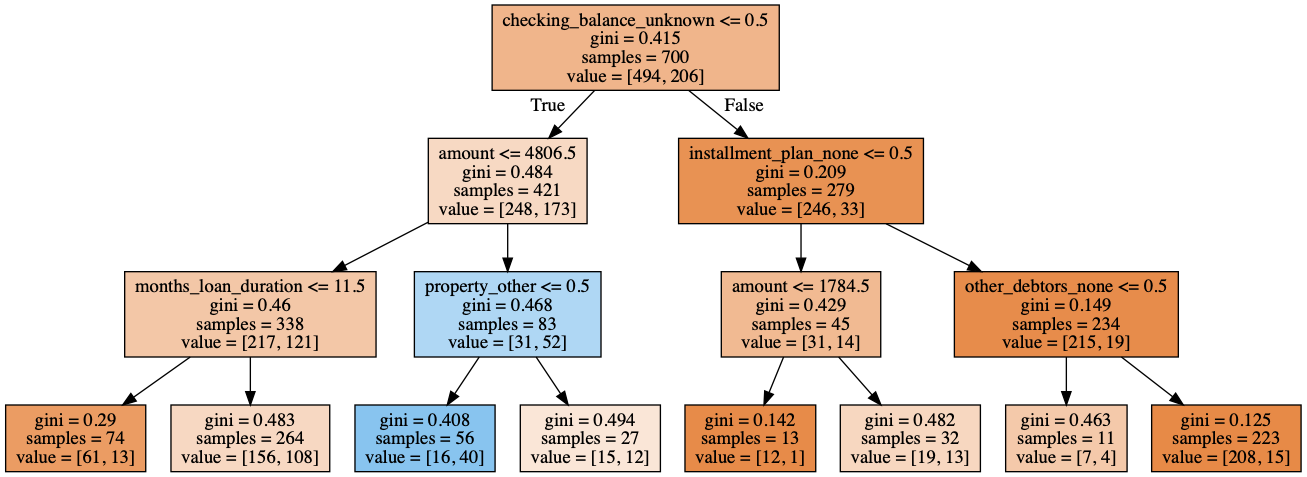 checking_balance_unknown <= 0.5
gini = 0.415
samples = 700
value = [494, 206]
True
False
amount <= 4806.5
gini = 0.484
samples = 421
value = [248, 173]
installment_plan_none <= 0.5
gini = 0.209
samples = 279
value = [246, 33]
months_loan_duration <= 11.5
gini = 0.46
samples = 338
value = [217, 121]
property_other <= 0.5
gini = 0.468
samples = 83
value = [31, 52]
amount <= 1784.5
gini = 0.429
samples = 45
value = [31, 14]
other_debtors_none <= 0.5
gini = 0.149
samples = 234
value = [215, 19]
gini = 0.29
samples = 74
value = [61, 13]
gini = 0.483
samples = 264
value = [156, 108]
gini = 0.408
samples = 56
value = [16, 40]
gini = 0.494
samples = 27
value = [15, 12]
gini = 0.142
samples = 13
value = [12, 1]
gini = 0.482
samples = 32
value = [19, 13]
gini = 0.463
samples = 11
value = [7, 4]
gini = 0.125
samples = 223
value = [208, 15]